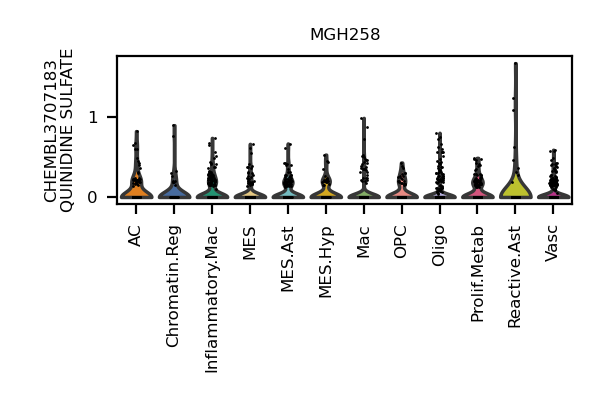 MGH258
CHEMBL3707183
QUINIDINE SULFATE
1
0
AC
Chromatin.Reg
Inflammatory.Mac
MES
MES.Ast
MES.Hyp
Mac
OPC
Oligo
Prolif.Metab
Reactive.Ast
Vasc